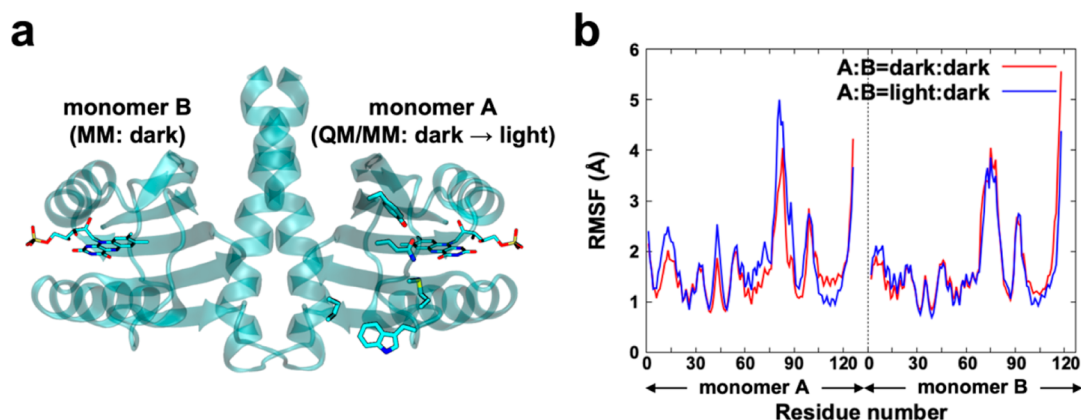 a
monomer B
(MM: dark)
monomer A
(QM/MM: dark → light)
b
A:B=dark:dark
A:B=light:dark
RMSF (Å)
6
5
4
3
2
1
0
0 30 60 90 120 0 30 60 90 120
monomer A
monomer B
Residue number